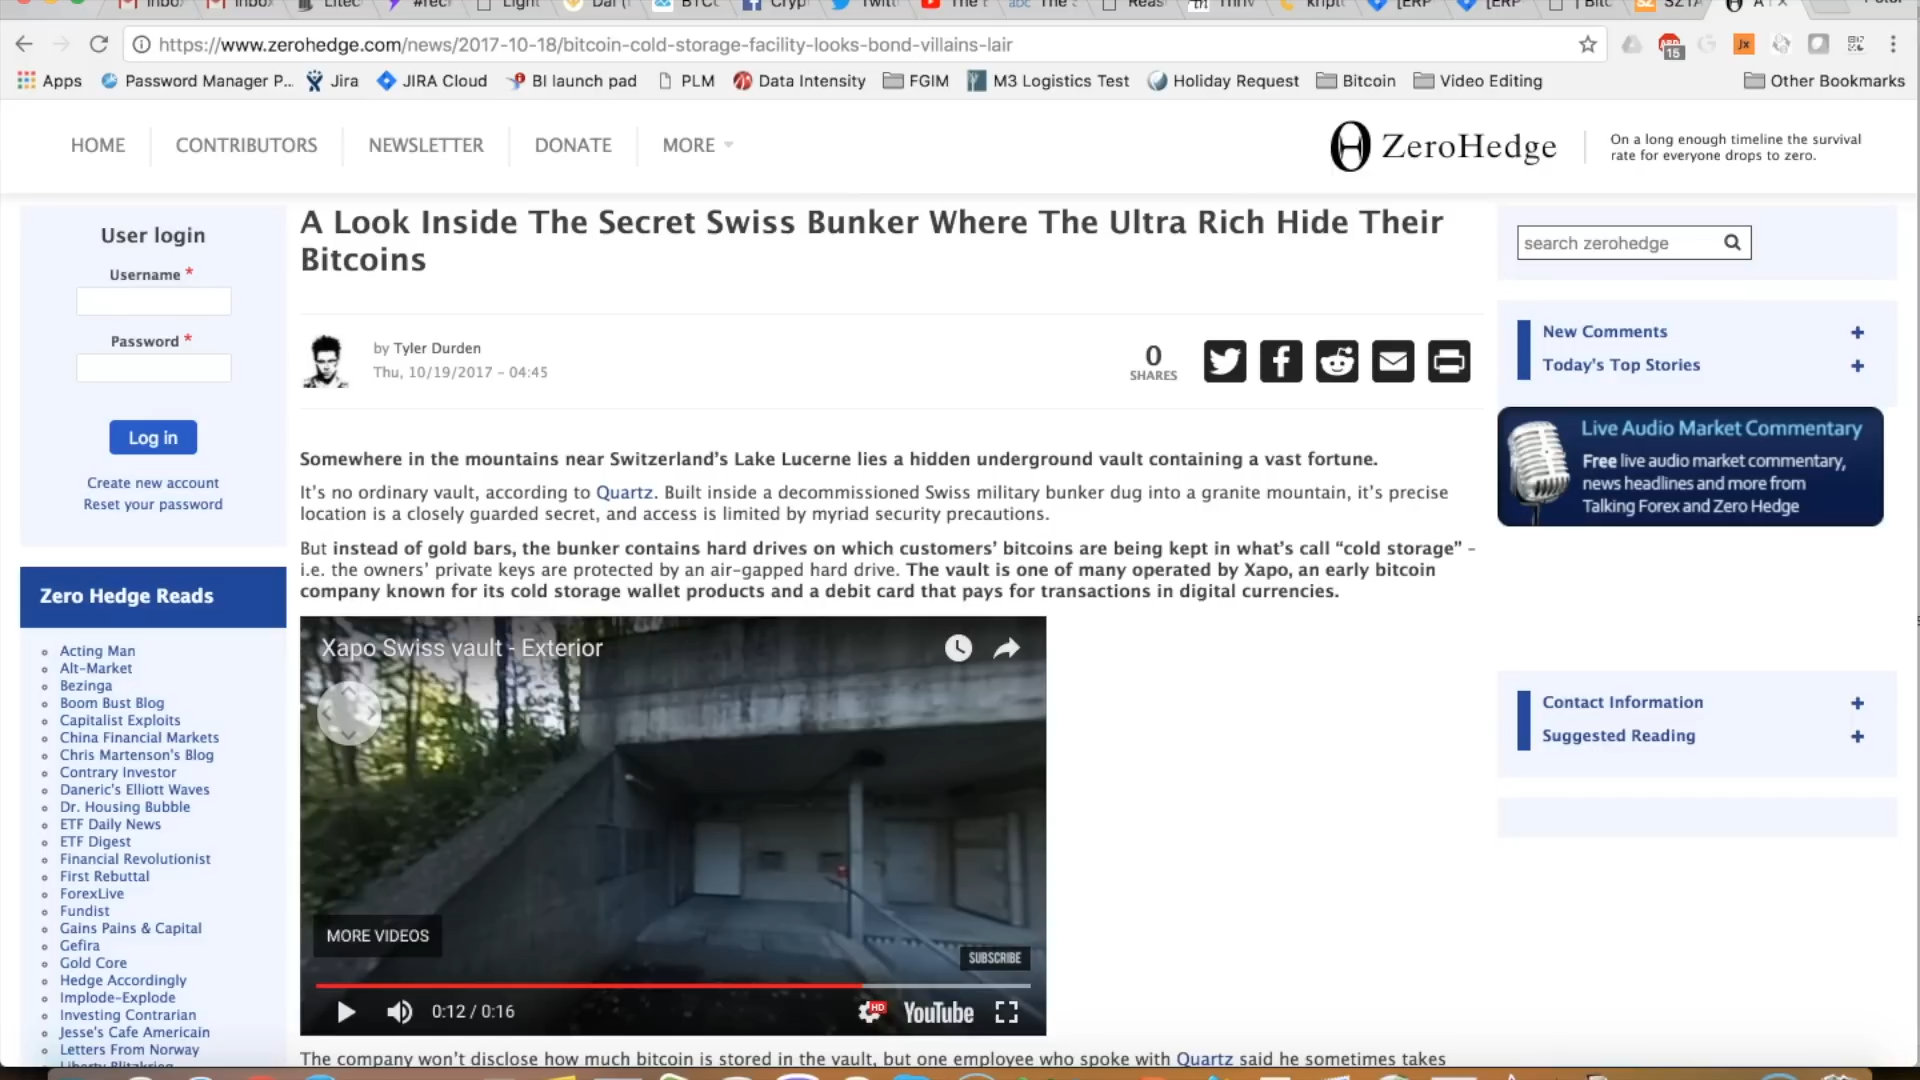 https://www.zerohedge.com/news/2017-10-18/bitcoin-cold-storage-facility-looks-bond-villains-lair
15
Apps
Password Manager P...
Jira
JIRA Cloud
BI launch pad
PLM
Data Intensity
FGIM
M3 Logistics Test
Holiday Request
Bitcoin
Video Editing
Other Bookmarks
HOME
CONTRIBUTORS
NEWSLETTER
DONATE
MORE
ZeroHedge
On a long enough timeline the survival
rate for everyone drops to zero.
User login
Username *
Password *
Log in
Create new account
Reset your password
Zero Hedge Reads
Acting Man
Alt-Market
Bezinga
Boom Bust Blog
Capitalist Exploits
China Financial Markets
Chris Martenson's Blog
Contrary Investor
Daneric's Elliott Waves
Dr. Housing Bubble
ETF Daily News
ETF Digest
Financial Revolutionist
First Rebuttal
ForexLive
Fundist
Gains Pains & Capital
Gefira
Gold Core
Hedge Accordingly
Implode-Explode
Investing Contrarian
Jesse's Cafe Americain
Letters From Norway
A Look Inside The Secret Swiss Bunker Where The Ultra Rich Hide Their
Bitcoins
by Tyler Durden
Thu, 10/19/2017 - 04:45
0
SHARES
Somewhere in the mountains near Switzerland’s Lake Lucerne lies a hidden underground vault containing a vast fortune.
It’s no ordinary vault, according to Quartz. Built inside a decommissioned Swiss military bunker dug into a granite mountain, it’s precise
location is a closely guarded secret, and access is limited by myriad security precautions.
But instead of gold bars, the bunker contains hard drives on which customers’ bitcoins are being kept in what’s call “cold storage” –
i.e. the owners’ private keys are protected by an air-gapped hard drive. The vault is one of many operated by Xapo, an early bitcoin
company known for its cold storage wallet products and a debit card that pays for transactions in digital currencies.
Xapo Swiss vault - Exterior
MORE VIDEOS
SUBSCRIBE
0:12 / 0:16
HD
YouTube
The company won’t disclose how much bitcoin is stored in the vault, but one employee who spoke with Quartz said he sometimes takes
search zerohedge
New Comments
Today's Top Stories
Live Audio Market Commentary
Free live audio market commentary,
news headlines and more from
Talking Forex and Zero Hedge
Contact Information
Suggested Reading